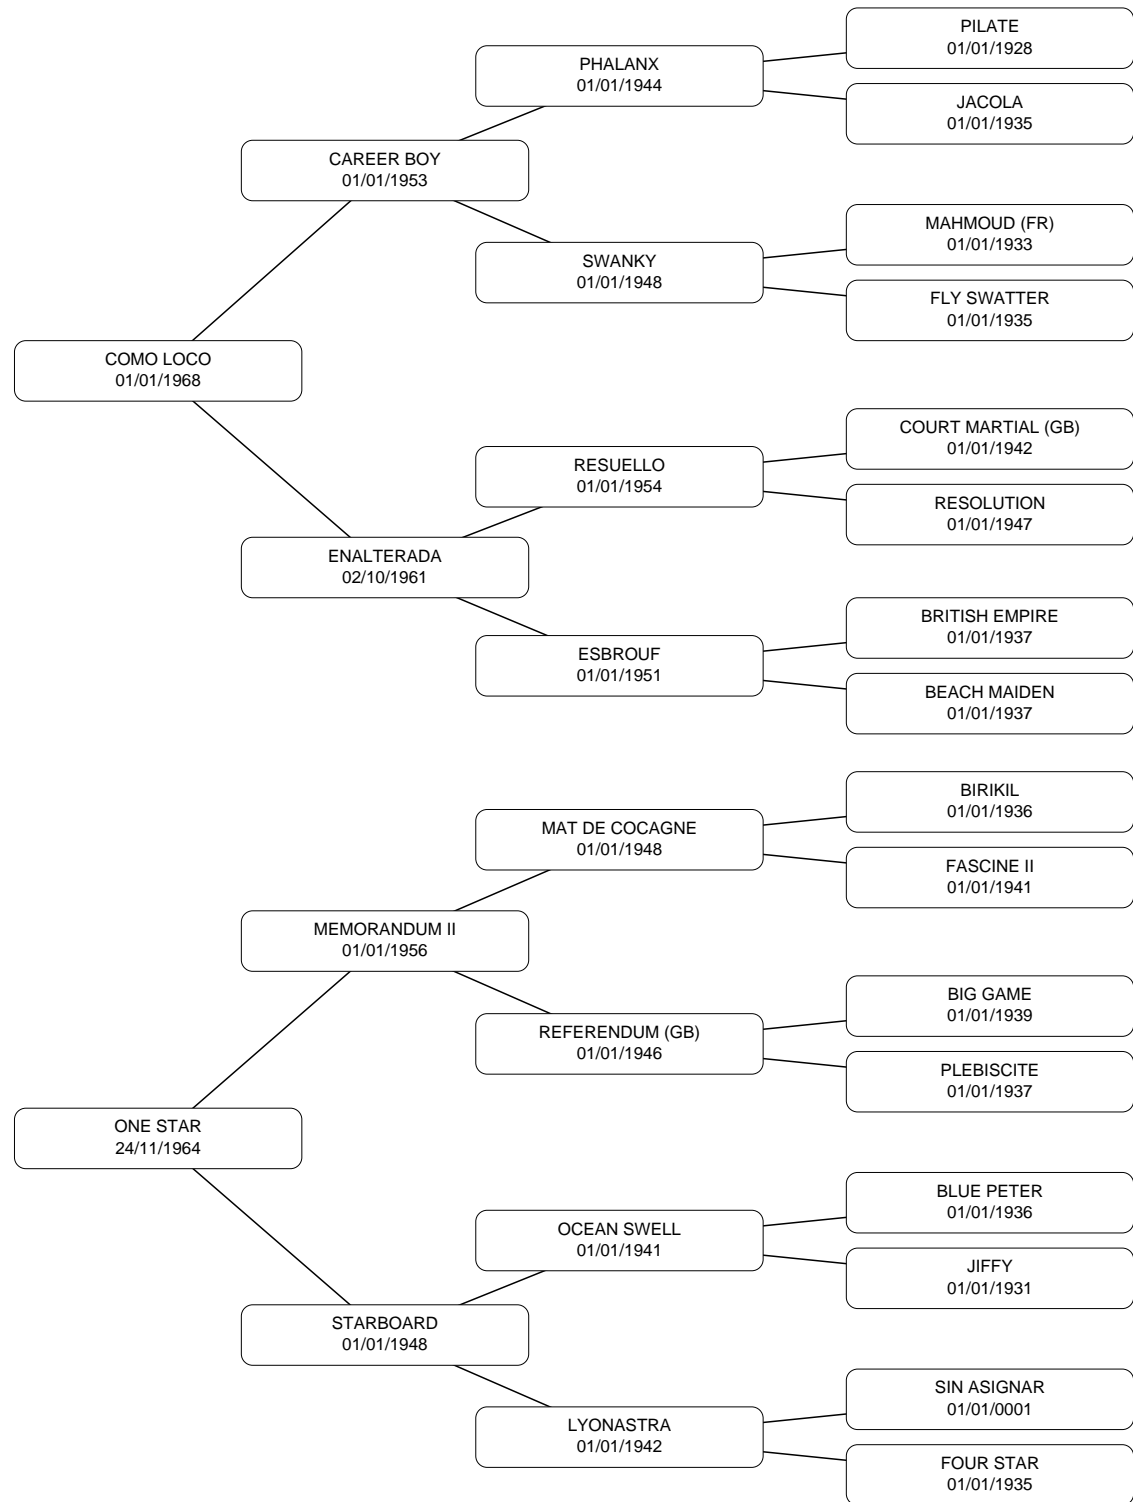 PILATE
01/01/1928
PHALANX
01/01/1944
JACOLA
01/01/1935
CAREER BOY
01/01/1953
MAHMOUD (FR)
01/01/1933
SWANKY
01/01/1948
FLY SWATTER
01/01/1935
COMO LOCO
01/01/1968
COURT MARTIAL (GB)
01/01/1942
RESUELLO
01/01/1954
RESOLUTION
01/01/1947
ENALTERADA
02/10/1961
BRITISH EMPIRE
01/01/1937
ESBROUF
01/01/1951
BEACH MAIDEN
01/01/1937
BIRIKIL
01/01/1936
MAT DE COCAGNE
01/01/1948
FASCINE II
01/01/1941
MEMORANDUM II
01/01/1956
BIG GAME
01/01/1939
REFERENDUM (GB)
01/01/1946
PLEBISCITE
01/01/1937
ONE STAR
24/11/1964
BLUE PETER
01/01/1936
OCEAN SWELL
01/01/1941
JIFFY
01/01/1931
STARBOARD
01/01/1948
SIN ASIGNAR
01/01/0001
LYONASTRA
01/01/1942
FOUR STAR
01/01/1935